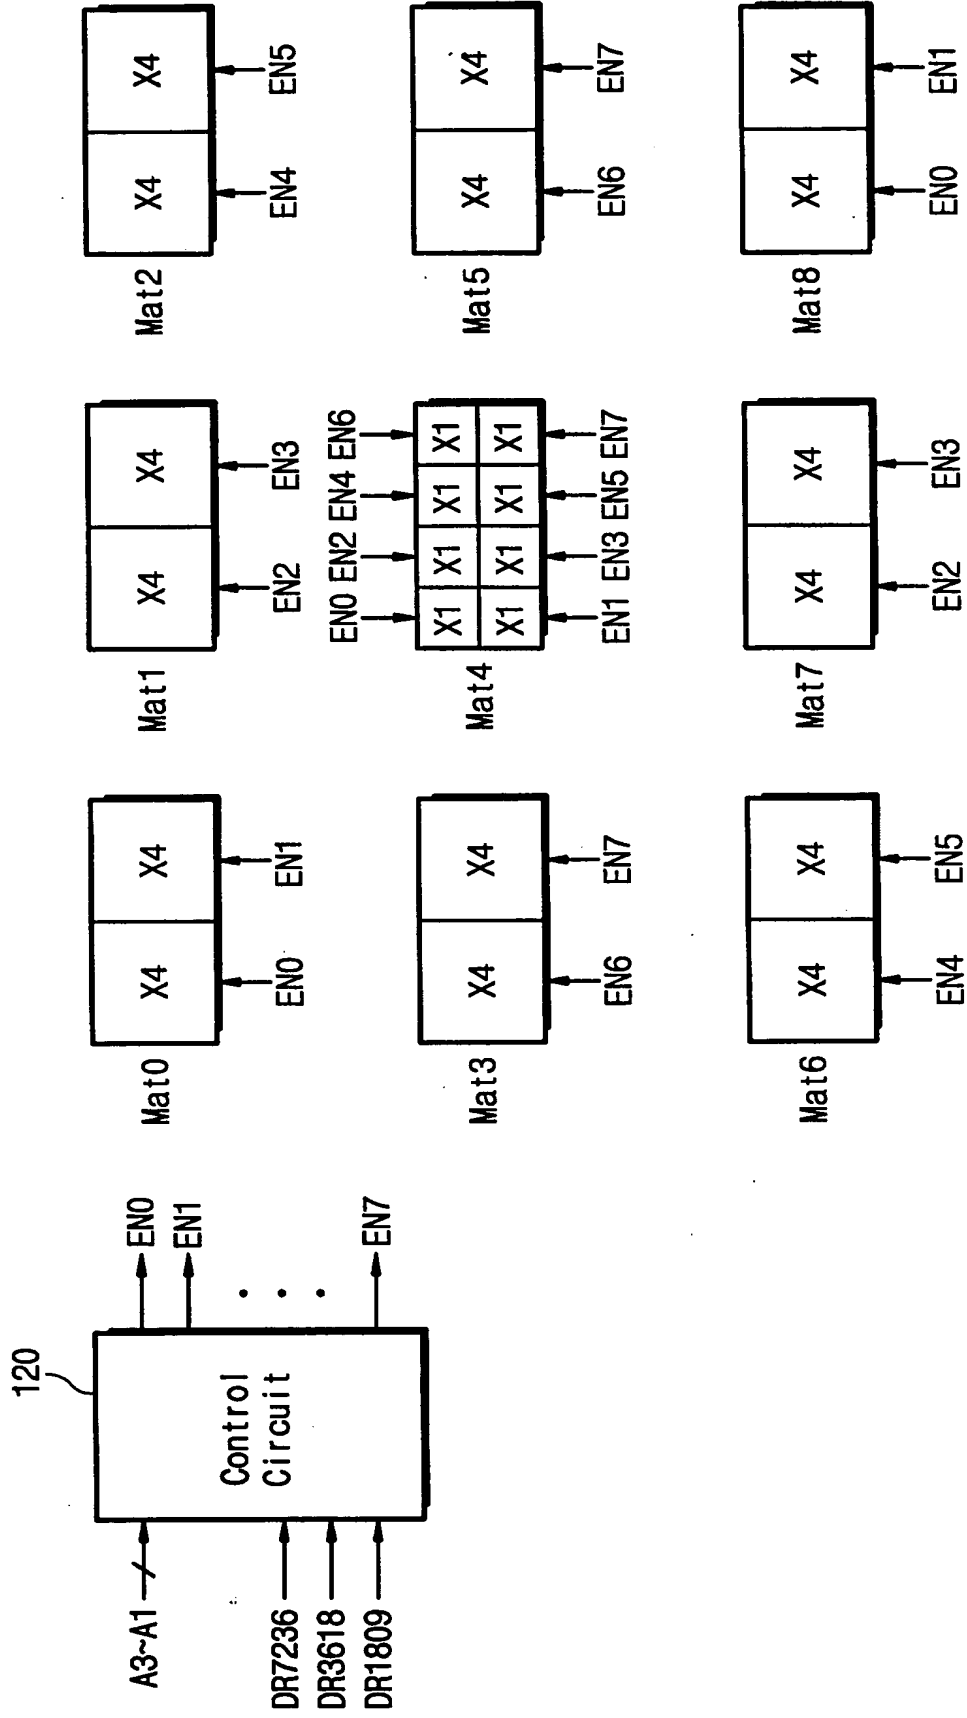 120
Control
Circuit
A3~A1
DR7236
DR3618
DR1809
EN0
EN1
EN7
Mat0
X4 X4
EN0 EN1
Mat1
X4 X4
EN2 EN3
Mat2
X4 X4
EN4 EN5
Mat3
X4 X4
EN6 EN7
EN0 EN2 EN4 EN6
Mat4
X1 X1 X1 X1
X1 X1 X1 X1
EN1 EN3 EN5 EN7
Mat5
X4 X4
EN6 EN7
Mat6
X4 X4
EN4 EN5
Mat7
X4 X4
EN2 EN3
Mat8
X4 X4
EN0 EN1